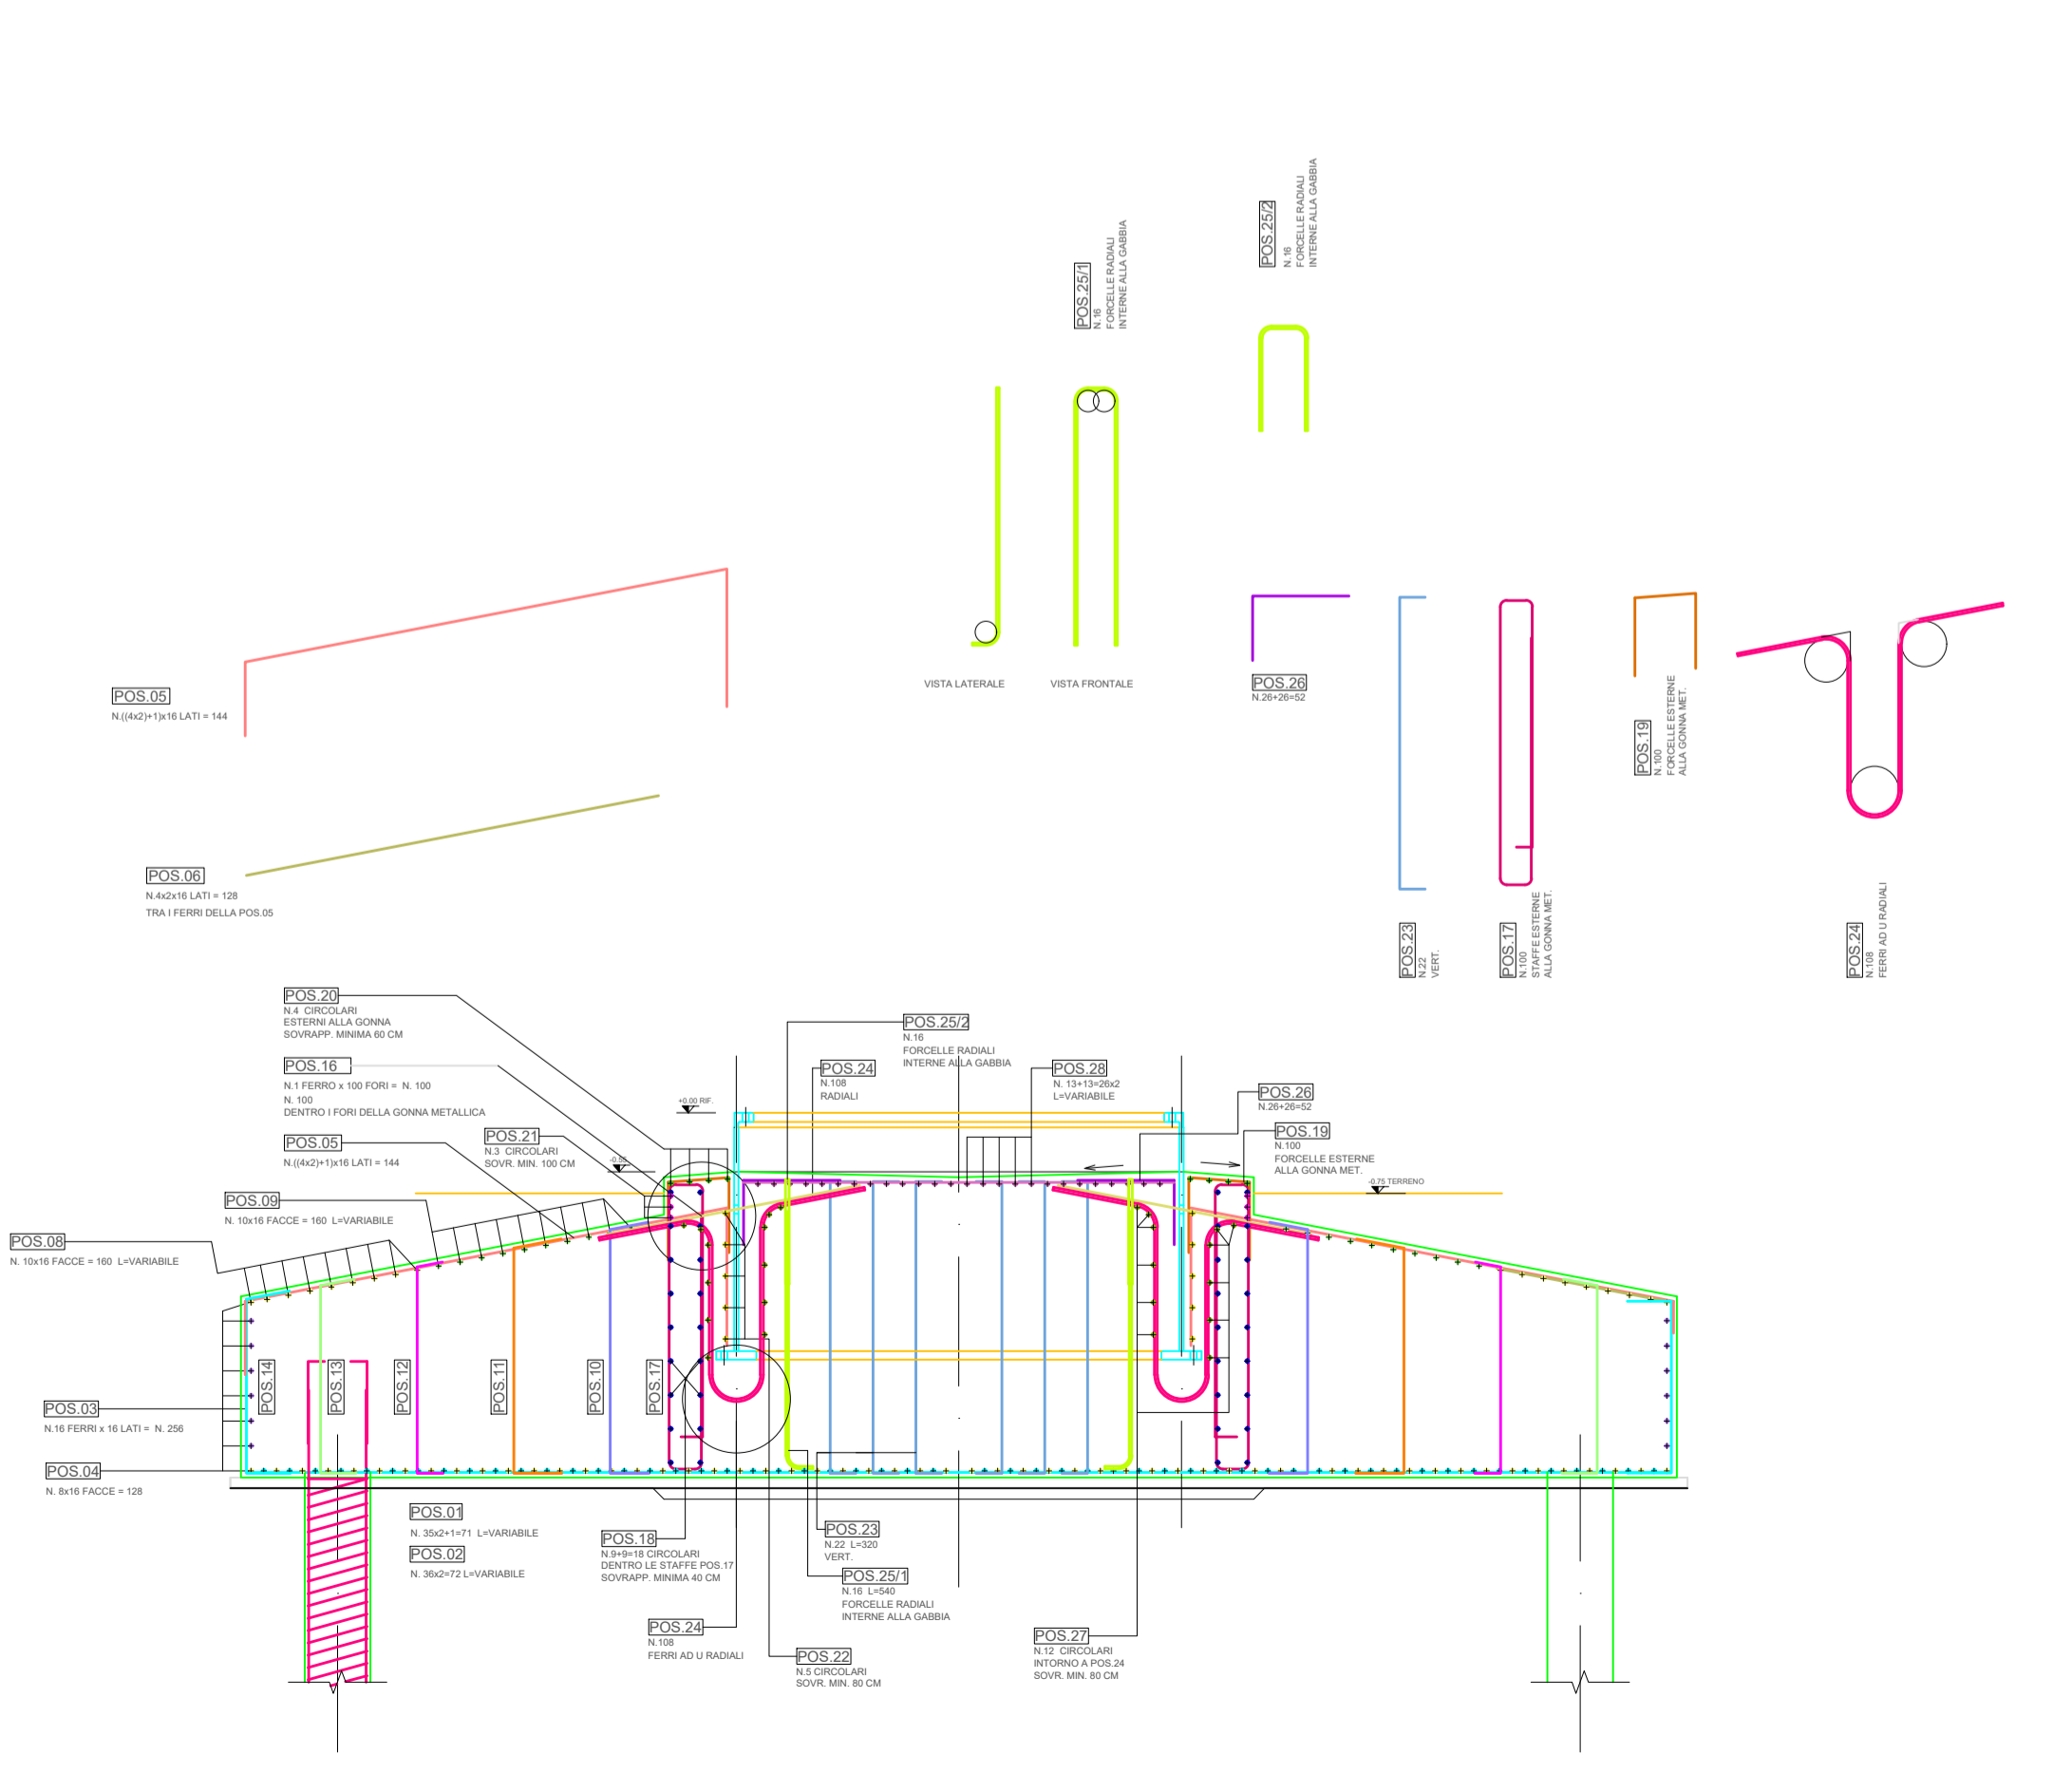 POS.25/2
N.16
FORCELLE RADIALI
INTERNE ALLA GABBIA
POS.25/1
N.16
FORCELLE RADIALI
INTERNE ALLA GABBIA
VISTA LATERALE
VISTA FRONTALE
POS.26
N.26+26=52
POS.05
N.((4x2)+1)x16 LATI = 144
POS.19
N.100
FORCELLE ESTERNE
ALLA GONNA MET.
POS.06
N.4x2x16 LATI = 128
TRA I FERRI DELLA POS.05
POS.23
N.22
VERT.
POS.17
N.100
STAFFE ESTERNE
ALLA GONNA MET.
POS.24
N.108
FERRI AD U RADIALI
POS.20
N.4 CIRCOLARI
ESTERNI ALLA GONNA
SOVRAPP. MINIMA 60 CM
POS.16
N.1 FERRO x 100 FORI = N. 100
N. 100
DENTRO I FORI DELLA GONNA METALLICA
POS.05
N.((4x2)+1)x16 LATI = 144
POS.21
N.3 CIRCOLARI
SOVR. MIN. 100 CM
POS.25/2
N.16
FORCELLE RADIALI
INTERNE ALLA GABBIA
POS.24
N.108
RADIALI
POS.28
N. 13+13=26x2
L=VARIABILE
POS.26
N.26+26=52
POS.19
N.100
FORCELLE ESTERNE
ALLA GONNA MET.
+0.00 RIF.
-0.55
-0.75 TERRENO
POS.09
N. 10x16 FACCE = 160 L=VARIABILE
POS.08
N. 10x16 FACCE = 160 L=VARIABILE
POS.14
POS.13
POS.12
POS.11
POS.10
POS.17
POS.03
N.16 FERRI x 16 LATI = N. 256
POS.04
N. 8x16 FACCE = 128
POS.01
N. 35x2+1=71 L=VARIABILE
POS.02
N. 36x2=72 L=VARIABILE
POS.18
N.9+9=18 CIRCOLARI
DENTRO LE STAFFE POS.17
SOVRAPP. MINIMA 40 CM
POS.23
N.22 L=320
VERT.
POS.25/1
N.16 L=540
FORCELLE RADIALI
INTERNE ALLA GABBIA
POS.24
N.108
FERRI AD U RADIALI
POS.22
N.5 CIRCOLARI
SOVR. MIN. 80 CM
POS.27
N.12 CIRCOLARI
INTORNO A POS.24
SOVR. MIN. 80 CM